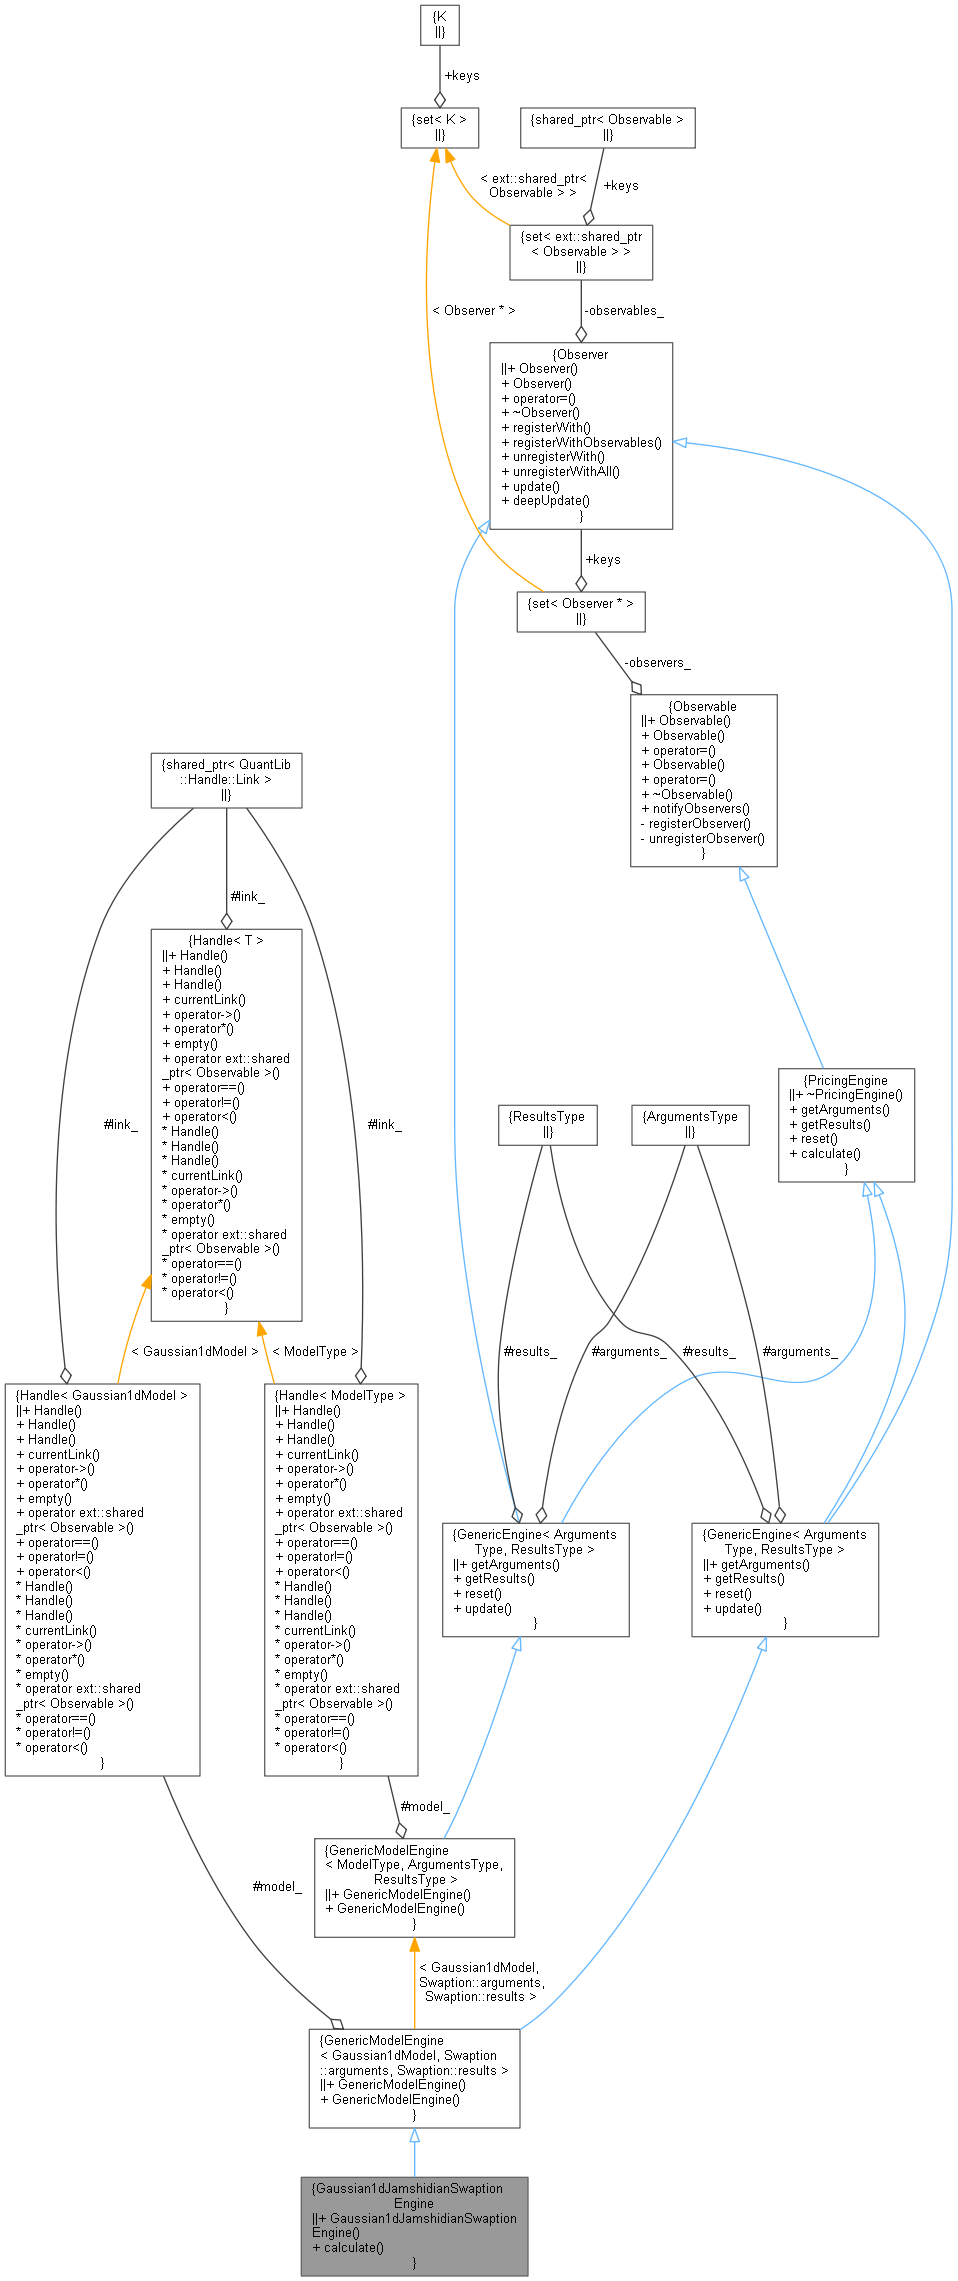 {K
||}
+keys
{set< K >
||}
{shared_ptr< Observable >
||}
< ext::shared_ptr<
Observable > >
+keys
{set< ext::shared_ptr
< Observable > >
||}
< Observer * >
-observables_
{Observer
||+ Observer()
+ Observer()
+ operator=()
+ ~Observer()
+ registerWith()
+ registerWithObservables()
+ unregisterWith()
+ unregisterWithAll()
+ update()
+ deepUpdate()
}
+keys
{set< Observer * >
||}
-observers_
{Observable
||+ Observable()
+ Observable()
+ operator=()
+ Observable()
+ operator=()
+ ~Observable()
+ notifyObservers()
- registerObserver()
- unregisterObserver()
}
{shared_ptr< QuantLib
::Handle::Link >
||}
#link_
{Handle< T >
||+ Handle()
+ Handle()
+ Handle()
+ currentLink()
+ operator->()
+ operator*()
+ empty()
+ operator ext::shared
_ptr< Observable >()
+ operator==()
+ operator!=()
+ operator<()
* Handle()
* Handle()
* Handle()
* currentLink()
* operator->()
* operator*()
* empty()
* operator ext::shared
_ptr< Observable >()
* operator==()
* operator!=()
* operator<()
}
#link_
#link_
{PricingEngine
||+ ~PricingEngine()
+ getArguments()
+ getResults()
+ reset()
+ calculate()
}
{ResultsType
||}
{ArgumentsType
||}
< Gaussian1dModel >
< ModelType >
#results_
#arguments_
#results_
#arguments_
{Handle< Gaussian1dModel >
||+ Handle()
+ Handle()
+ Handle()
+ currentLink()
+ operator->()
+ operator*()
+ empty()
+ operator ext::shared
_ptr< Observable >()
+ operator==()
+ operator!=()
+ operator<()
* Handle()
* Handle()
* Handle()
* currentLink()
* operator->()
* operator*()
* empty()
* operator ext::shared
_ptr< Observable >()
* operator==()
* operator!=()
* operator<()
}
{Handle< ModelType >
||+ Handle()
+ Handle()
+ Handle()
+ currentLink()
+ operator->()
+ operator*()
+ empty()
+ operator ext::shared
_ptr< Observable >()
+ operator==()
+ operator!=()
+ operator<()
* Handle()
* Handle()
* Handle()
* currentLink()
* operator->()
* operator*()
* empty()
* operator ext::shared
_ptr< Observable >()
* operator==()
* operator!=()
* operator<()
}
{GenericEngine< Arguments
Type, ResultsType >
||+ getArguments()
+ getResults()
+ reset()
+ update()
}
{GenericEngine< Arguments
Type, ResultsType >
||+ getArguments()
+ getResults()
+ reset()
+ update()
}
#model_
{GenericModelEngine
< ModelType, ArgumentsType,
ResultsType >
||+ GenericModelEngine()
+ GenericModelEngine()
}
#model_
< Gaussian1dModel,
Swaption::arguments,
Swaption::results >
{GenericModelEngine
< Gaussian1dModel, Swaption
::arguments, Swaption::results >
||+ GenericModelEngine()
+ GenericModelEngine()
}
{Gaussian1dJamshidianSwaption
Engine
||+ Gaussian1dJamshidianSwaption
Engine()
+ calculate()
}